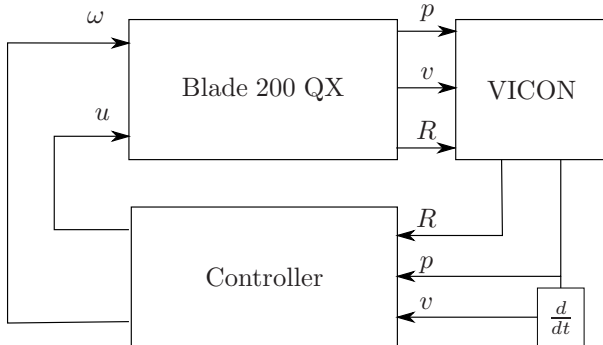 ω
p
Blade 200 QX
v
VICON
u
R
R
Controller
p
v
d/dt